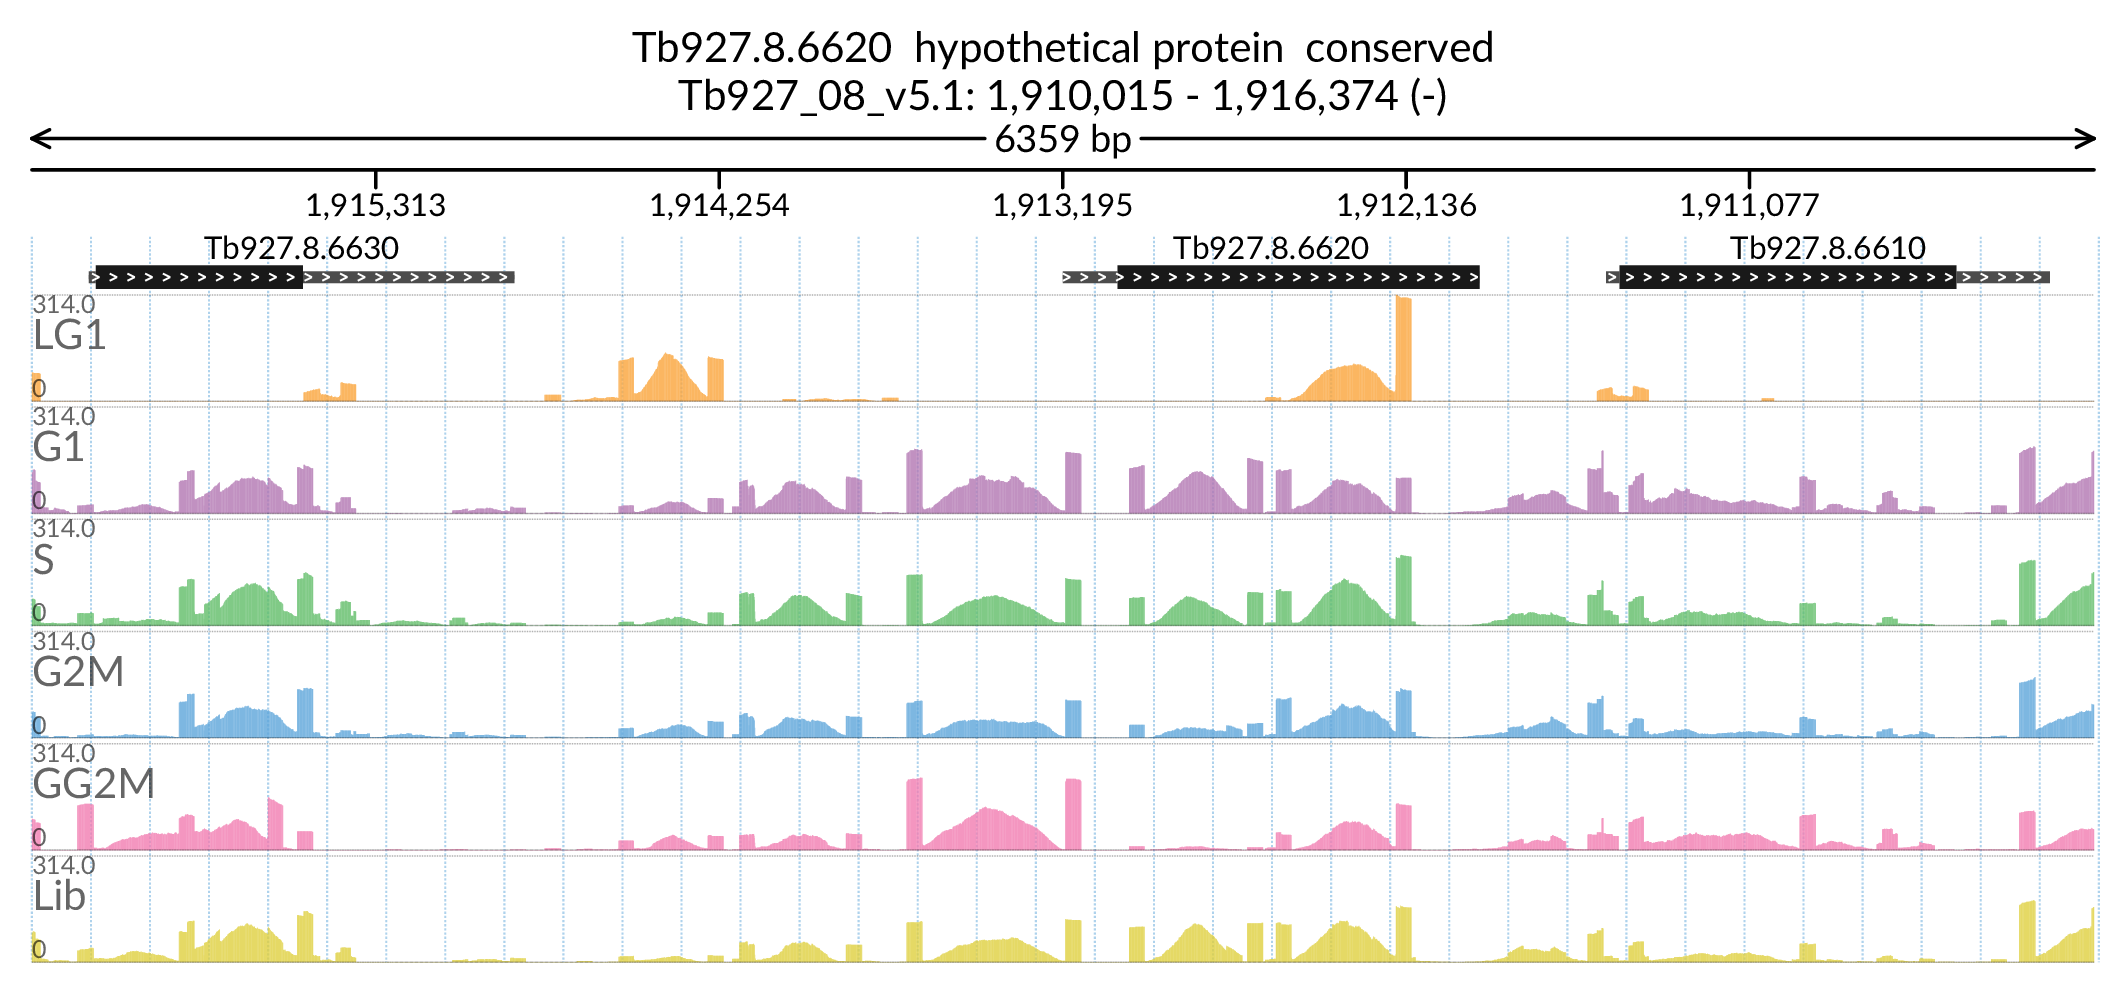 Tb927.8.6620  hypothetical protein  conserved
Tb927_08_v5.1: 1,910,015 - 1,916,374 (-)
6359 bp
1,915,313 1,914,254 1,913,195 1,912,136 1,911,077
Tb927.8.6630 Tb927.8.6620 Tb927.8.6610
314.0
LG1
0
314.0
G1
0
314.0
S
0
314.0
G2M
0
314.0
GG2M
0
314.0
Lib
0